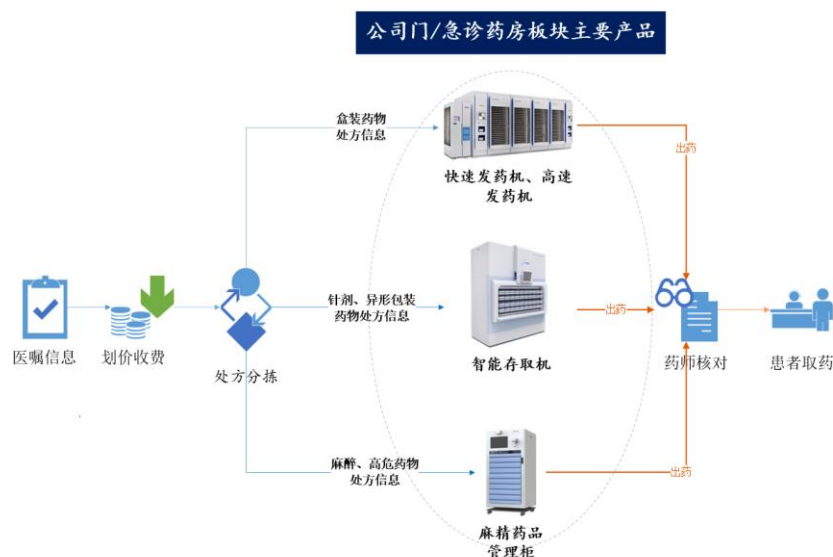 公司门/急诊药房板块主要产品
盒装药物
处方信息
出药
快速发药机、高速
发药机
针剂、异形包装
药物处方信息
出药
医嘱信息
划价收费
处方分拣
智能存取机
药师核对
患者取药
麻醉、高危药物
处方信息
出药
麻精药品
管理柜